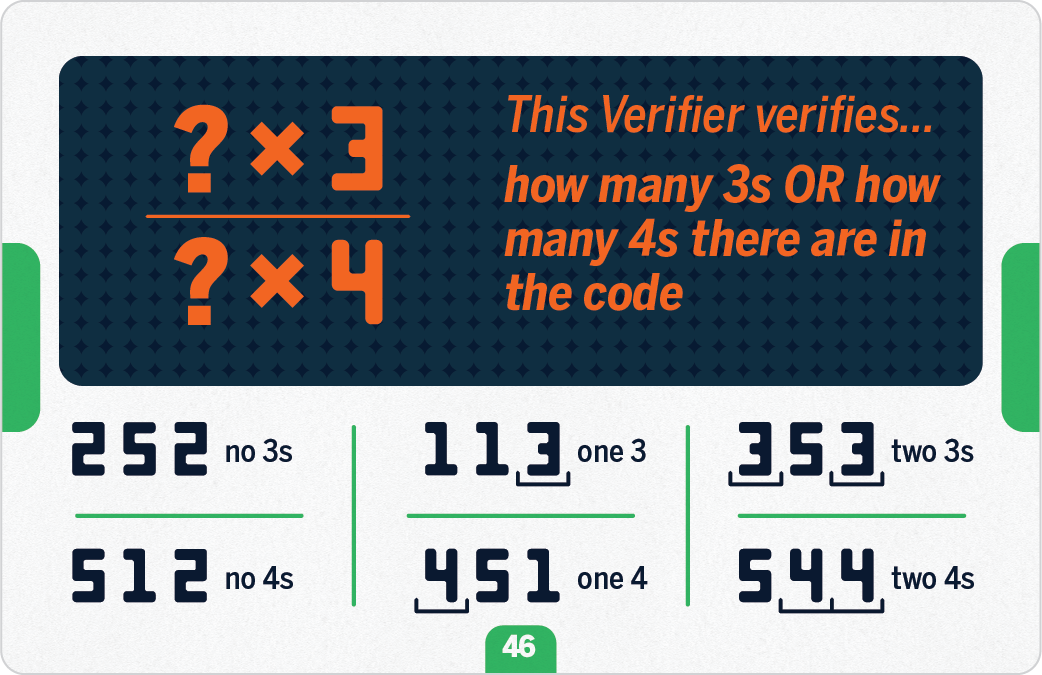 ? × 3
? × 4
This Verifier verifies...
how many 3s OR how
many 4s there are in
the code
252 no 3s
512 no 4s
113 one 3
451 one 4
353 two 3s
544 two 4s
46